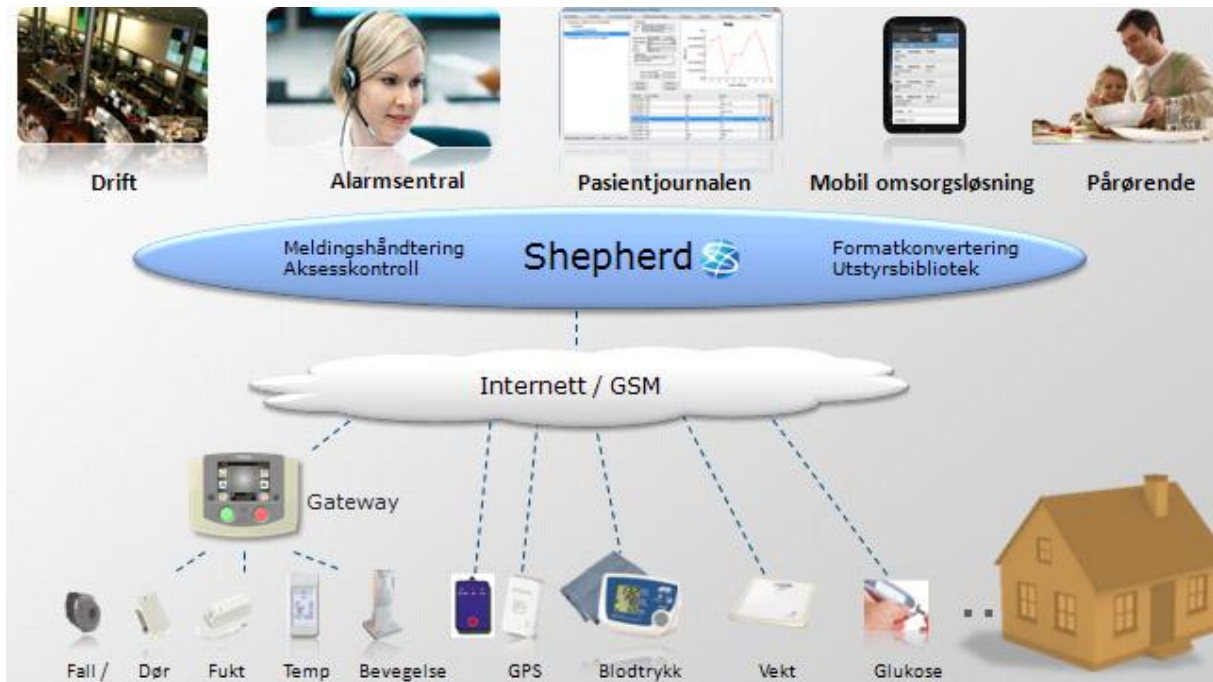 Drift
Alarmsentral
Pasientjournalen
Mobil omsorgsløsning
Pårørende
Meldingshåndtering
Aksesskontroll
Shepherd
Formatkonvertering
Utstyrsbibliotek
Internett / GSM
Gateway
Fall /
Dør
Fukt
Temp
Bevegelse
GPS
Blodtrykk
Vekt
Glukose